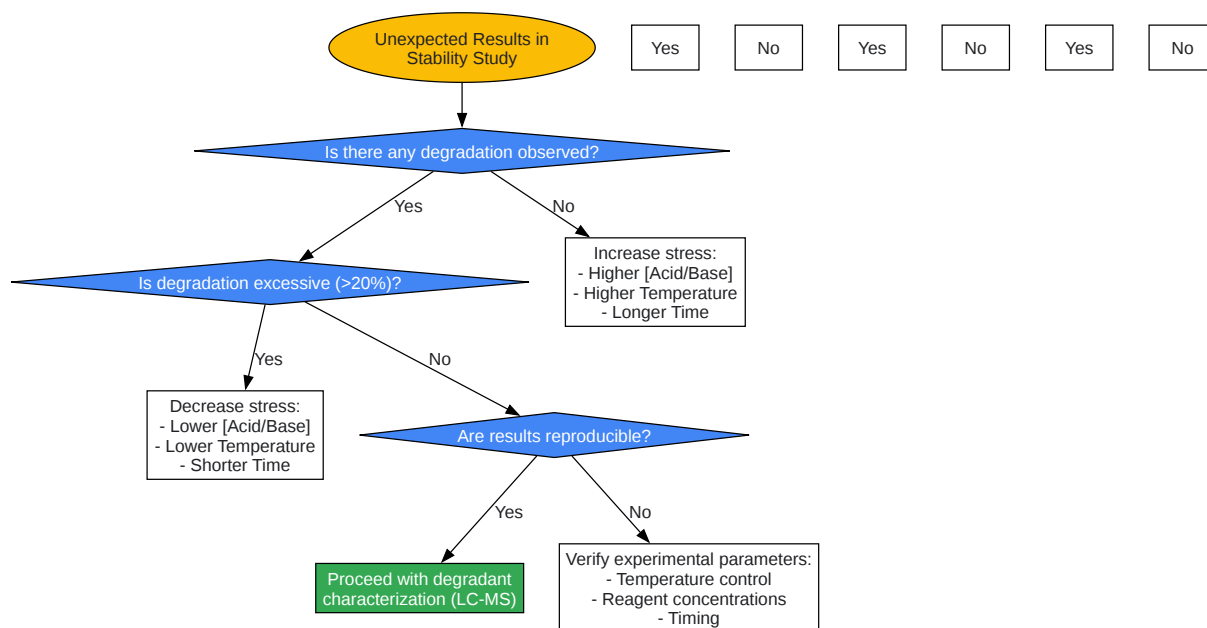 Unexpected Results in
Stability Study
Yes
No
Yes
No
Yes
No
Is there any degradation observed?
Yes
No
Increase stress:
- Higher [Acid/Base]
- Higher Temperature
- Longer Time
Is degradation excessive (>20%)?
Yes
No
Decrease stress:
- Lower [Acid/Base]
- Lower Temperature
- Shorter Time
Are results reproducible?
Yes
No
Proceed with degradant
characterization (LC-MS)
Verify experimental parameters:
- Temperature control
- Reagent concentrations
- Timing